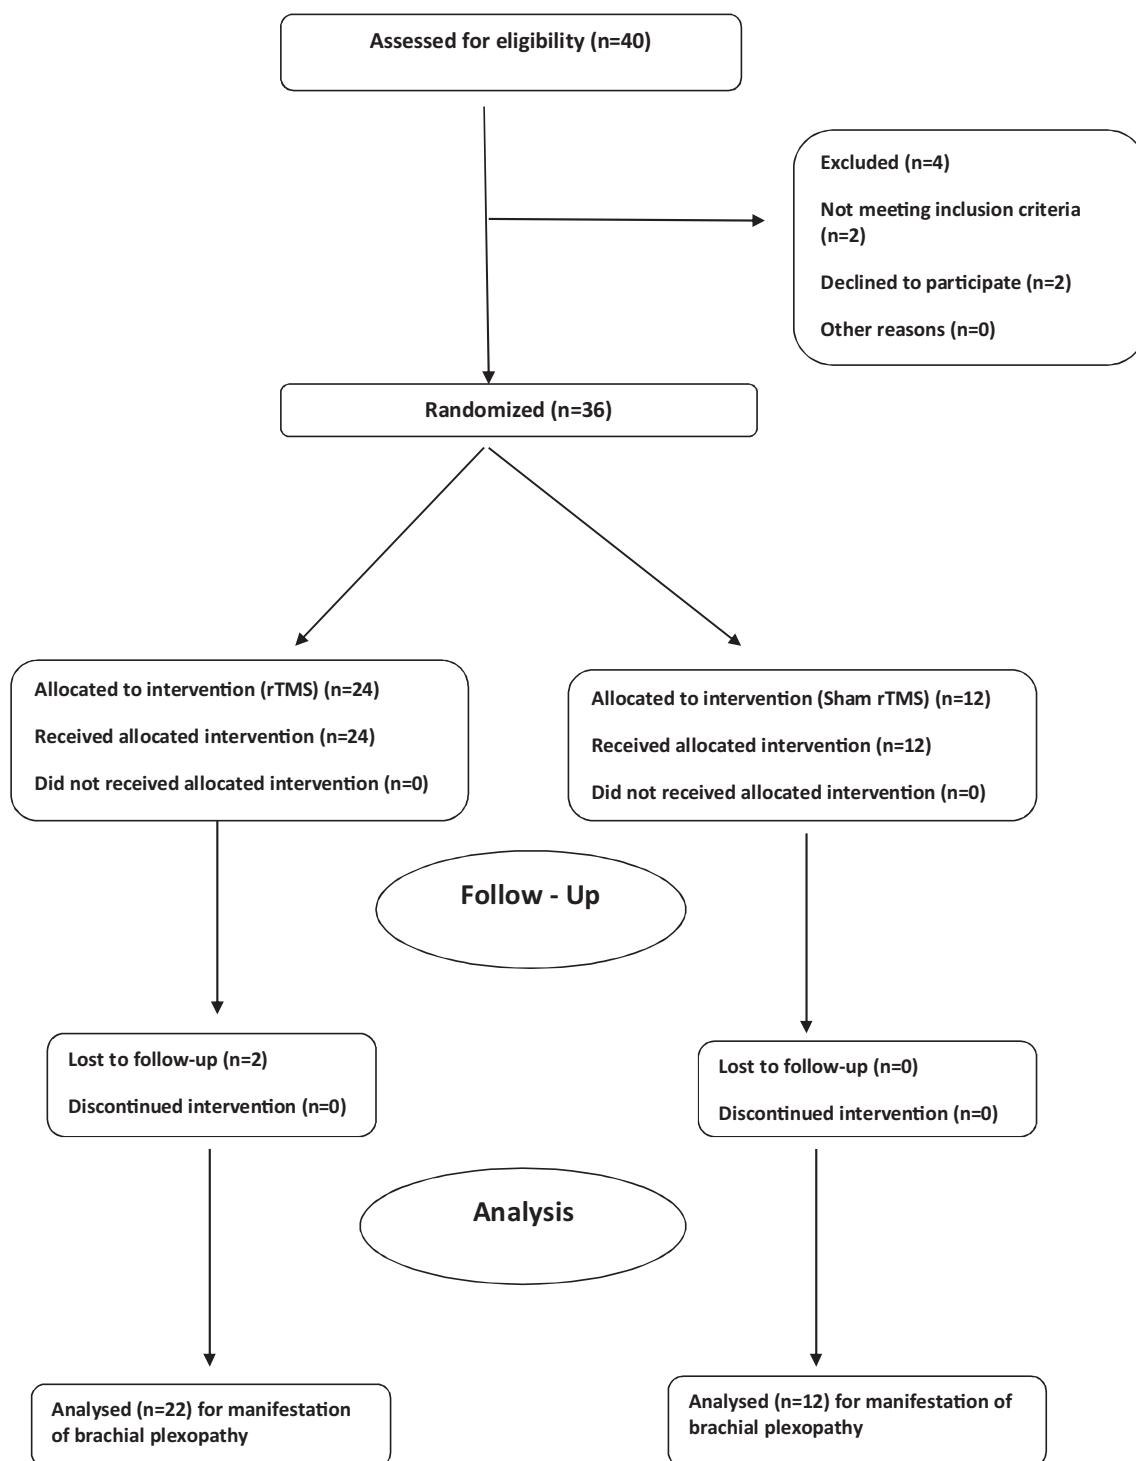 Assessed for eligibility (n=40)
Excluded (n=4)
Not meeting inclusion criteria
(n=2)
Declined to participate (n=2)
Other reasons (n=0)
Randomized (n=36)
Allocated to intervention (rTMS) (n=24)
Received allocated intervention (n=24)
Did not received allocated intervention (n=0)
Allocated to intervention (Sham rTMS) (n=12)
Received allocated intervention (n=12)
Did not received allocated intervention (n=0)
Follow - Up
Lost to follow-up (n=2)
Discontinued intervention (n=0)
Lost to follow-up (n=0)
Discontinued intervention (n=0)
Analysis
Analysed (n=22) for manifestation
of brachial plexopathy
Analysed (n=12) for manifestation of
brachial plexopathy